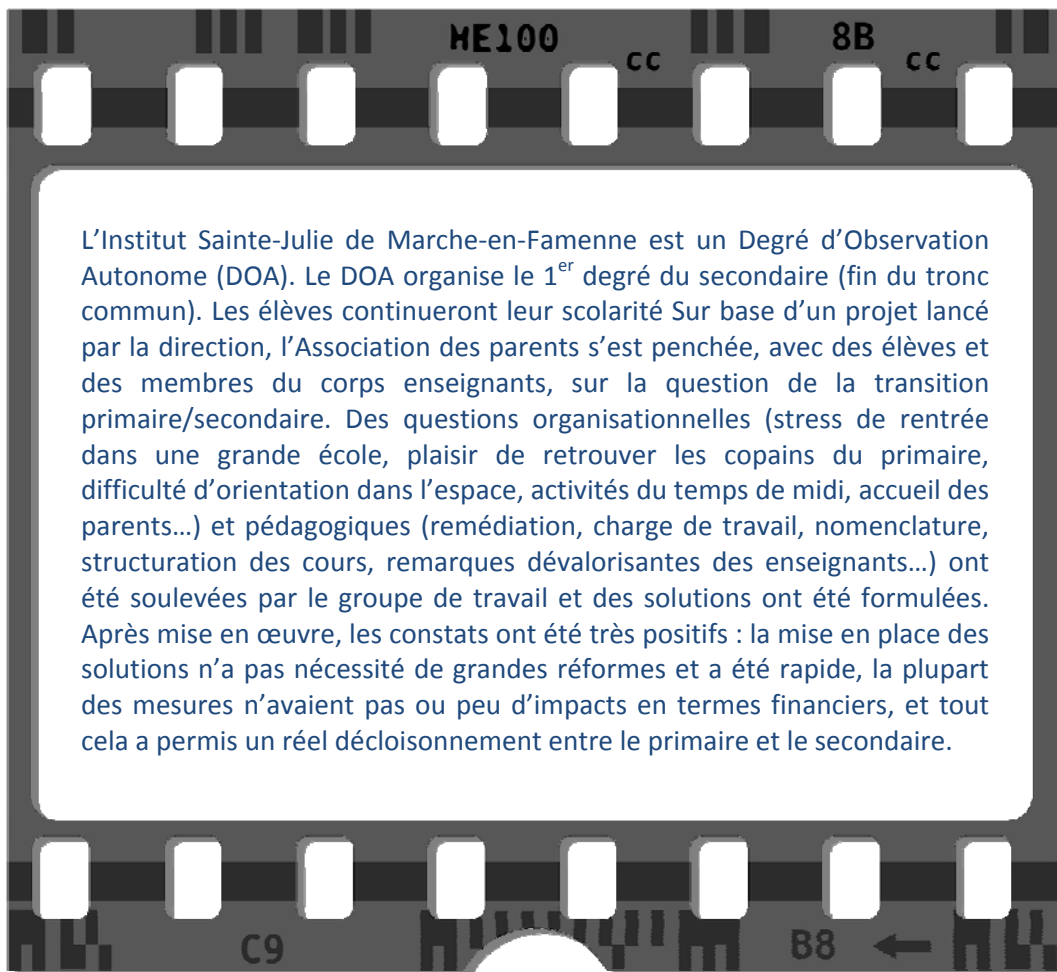 HE100 8B
cc cc
L’Institut Sainte-Julie de Marche-en-Famenne est un Degré d’Observation
Autonome (DOA). Le DOA organise le 1er degré du secondaire (fin du tronc
commun). Les élèves continueront leur scolarité Sur base d’un projet lancé
par la direction, l’Association des parents s’est penchée, avec des élèves et
des membres du corps enseignants, sur la question de la transition
primaire/secondaire. Des questions organisationnelles (stress de rentrée
dans une grande école, plaisir de retrouver les copains du primaire,
difficulté d’orientation dans l’espace, activités du temps de midi, accueil des
parents…) et pédagogiques (remédiation, charge de travail, nomenclature,
structuration des cours, remarques dévalorisantes des enseignants…) ont
été soulevées par le groupe de travail et des solutions ont été formulées.
Après mise en œuvre, les constats ont été très positifs : la mise en place des
solutions n’a pas nécessité de grandes réformes et a été rapide, la plupart
des mesures n’avaient pas ou peu d’impacts en termes financiers, et tout
cela a permis un réel décloisonnement entre le primaire et le secondaire.
C9 B8